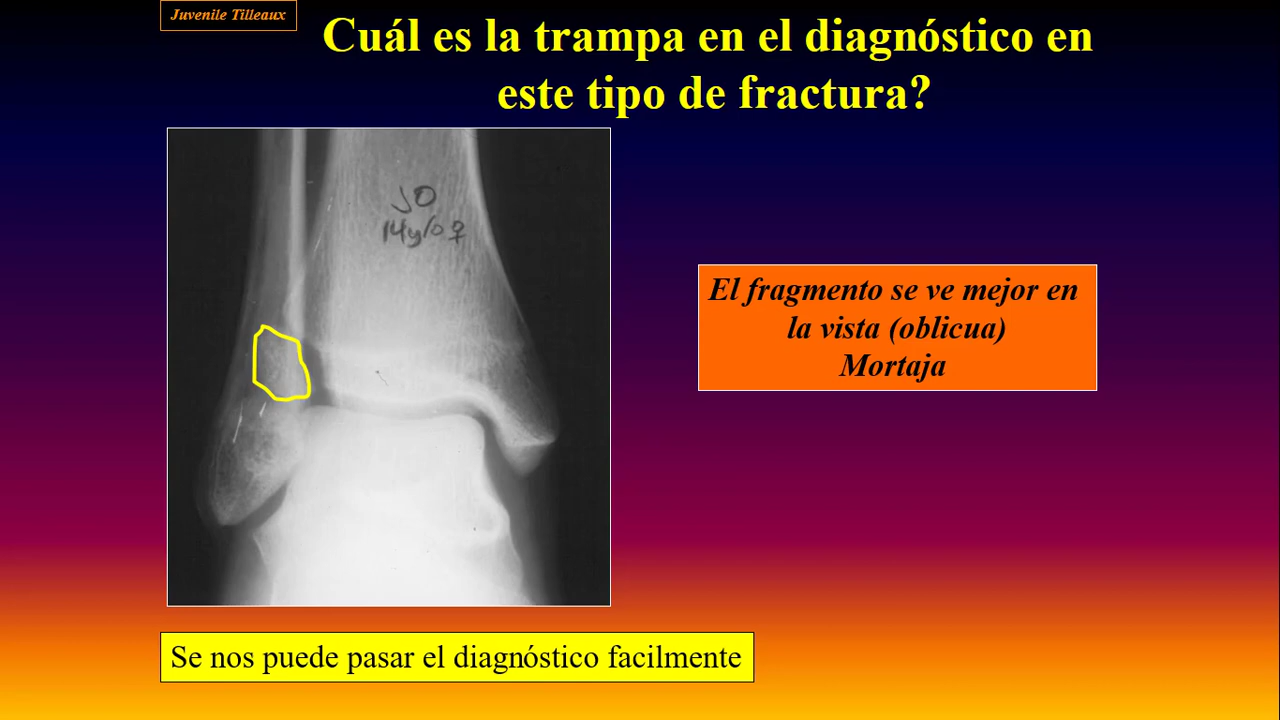 Juvenile Tilleaux
Cuál es la trampa en el diagnóstico en
este tipo de fractura?
JO
14y/o ♀
El fragmento se ve mejor en
la vista (oblicua)
Mortaja
Se nos puede pasar el diagnóstico facilmente